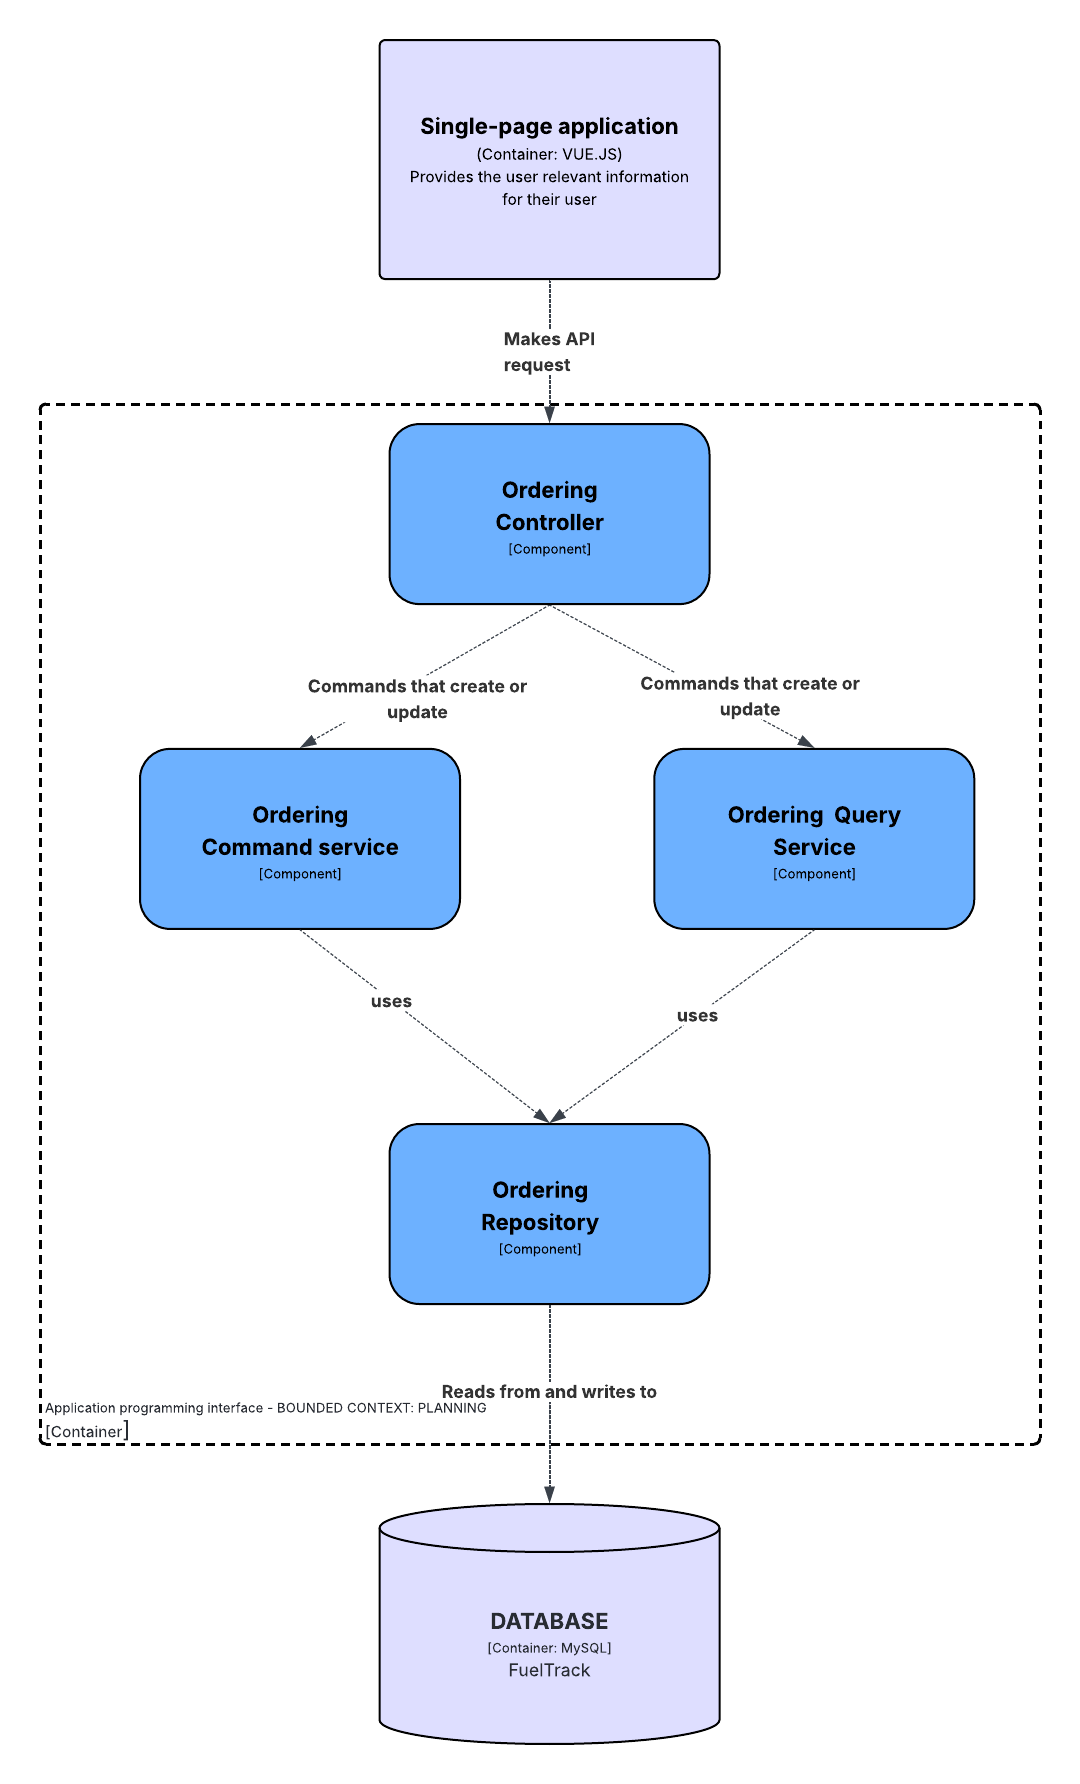 Single-page application
(Container: VUE.JS)
Provides the user relevant information
for their user
Makes API
request
Ordering
Controller
[Component]
Commands that create or
update
Commands that create or
update
Ordering
Command service
[Component]
Ordering Query
Service
[Component]
uses
uses
Ordering
Repository
[Component]
Reads from and writes to
Application programming interface - BOUNDED CONTEXT: PLANNING
[Container]
DATABASE
[Container: MySQL]
FuelTrack